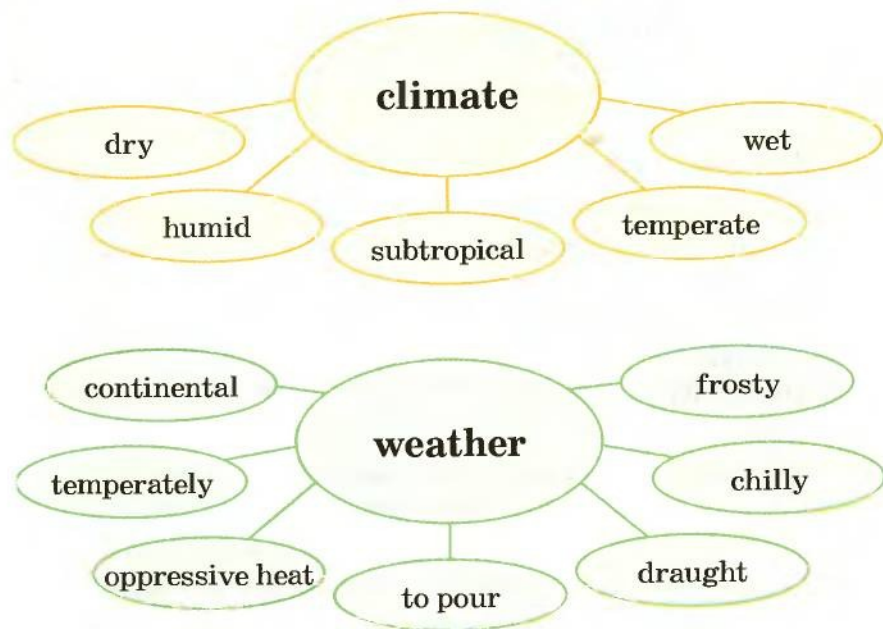 climate
dry
wet
humid
temperate
subtropical
continental
frosty
weather
temperately
chilly
oppressive heat
draught
to pour